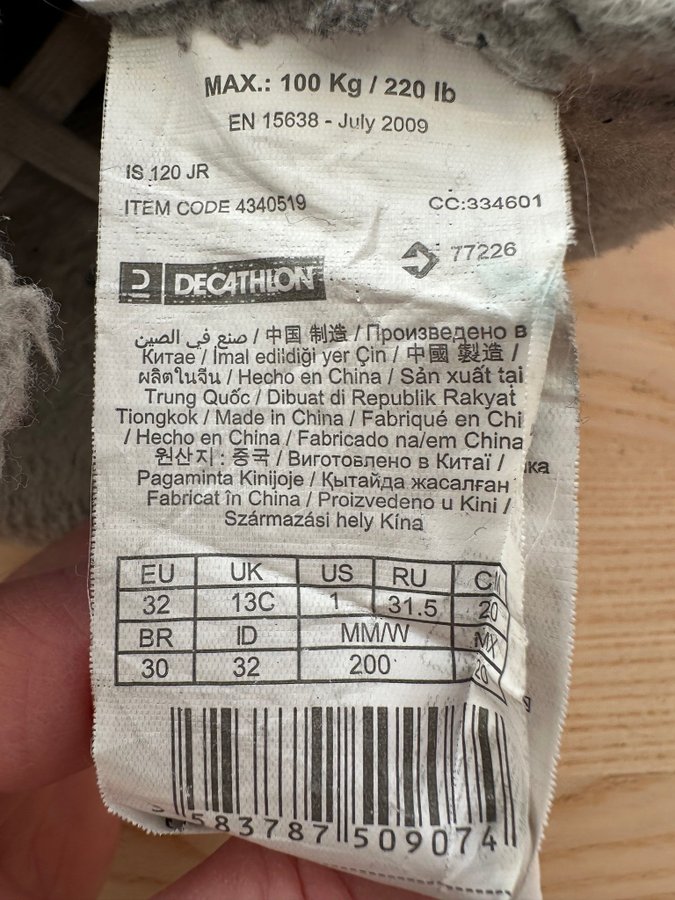 MAX.: 100 Kg / 220 lb
EN 15638 - July 2009
IS 120 JR
ITEM CODE 4340519 CC:334601
77226
DECATHLON
صنع في الصين / 中国 制造 / Произведено в
Китае / Imal edildiği yer Çin / 中國 製造 /
ผลิตในจีน / Hecho en China / Sản xuất tại
Trung Quốc / Dibuat di Republik Rakyat
Tiongkok / Made in China / Fabriqué en Chi
/ Hecho en China / Fabricado na/em China
원산지 : 중국 / Виготовлено в Китаї /
Pagaminta Kinijoje / Қытайда жасалған
Fabricat în China / Proizvedeno u Kini /
Származási hely Kína
EU UK US RU CM
32 13C 1 31.5 20
BR ID MM/W MX
30 32 200 20
583787 509074